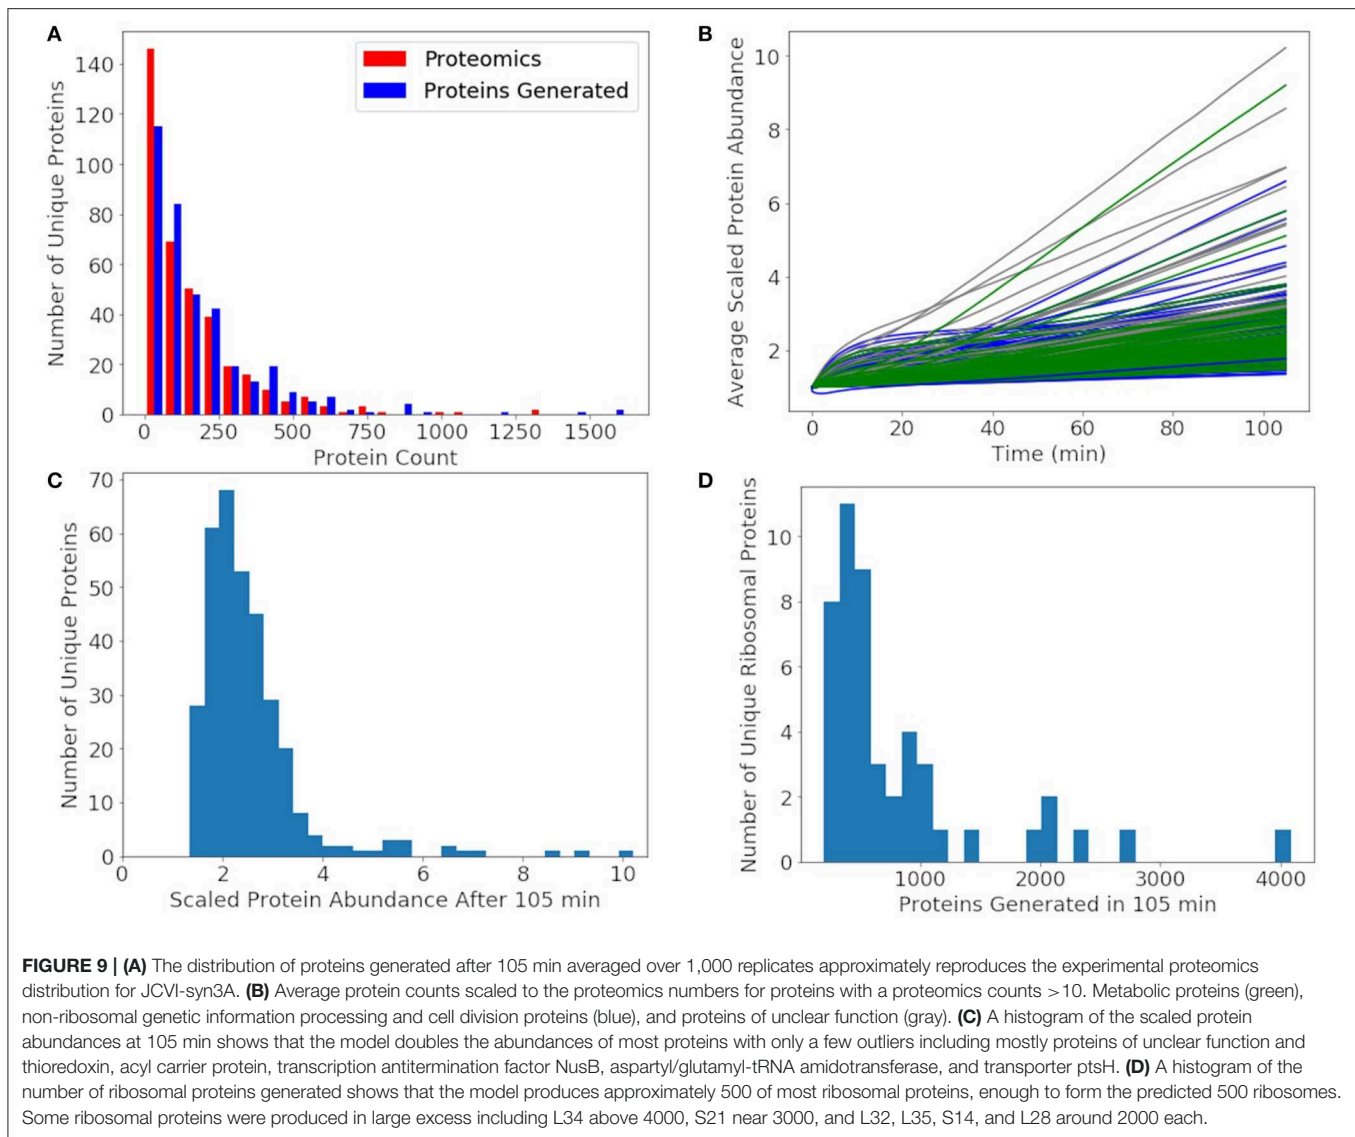 A
Number of Unique Proteins
140
120
100
80
60
40
20
0
Proteomics
Proteins Generated
0 250 500 750 1000 1250 1500
Protein Count
B
Average Scaled Protein Abundance
10
8
6
4
2
0 20 40 60 80 100
Time (min)
C
Number of Unique Proteins
70
60
50
40
30
20
10
0
0 2 4 6 8 10
Scaled Protein Abundance After 105 min
D
Number of Unique Ribosomal Proteins
10
8
6
4
2
0
1000 2000 3000 4000
Proteins Generated in 105 min
FIGURE 9 | (A) The distribution of proteins generated after 105 min averaged over 1,000 replicates approximately reproduces the experimental proteomics
distribution for JCVI-syn3A. (B) Average protein counts scaled to the proteomics numbers for proteins with a proteomics counts >10. Metabolic proteins (green),
non-ribosomal genetic information processing and cell division proteins (blue), and proteins of unclear function (gray). (C) A histogram of the scaled protein
abundances at 105 min shows that the model doubles the abundances of most proteins with only a few outliers including mostly proteins of unclear function and
thioredoxin, acyl carrier protein, transcription antitermination factor NusB, aspartyl/glutamyl-tRNA amidotransferase, and transporter ptsH. (D) A histogram of the
number of ribosomal proteins generated shows that the model produces approximately 500 of most ribosomal proteins, enough to form the predicted 500 ribosomes.
Some ribosomal proteins were produced in large excess including L34 above 4000, S21 near 3000, and L32, L35, S14, and L28 around 2000 each.